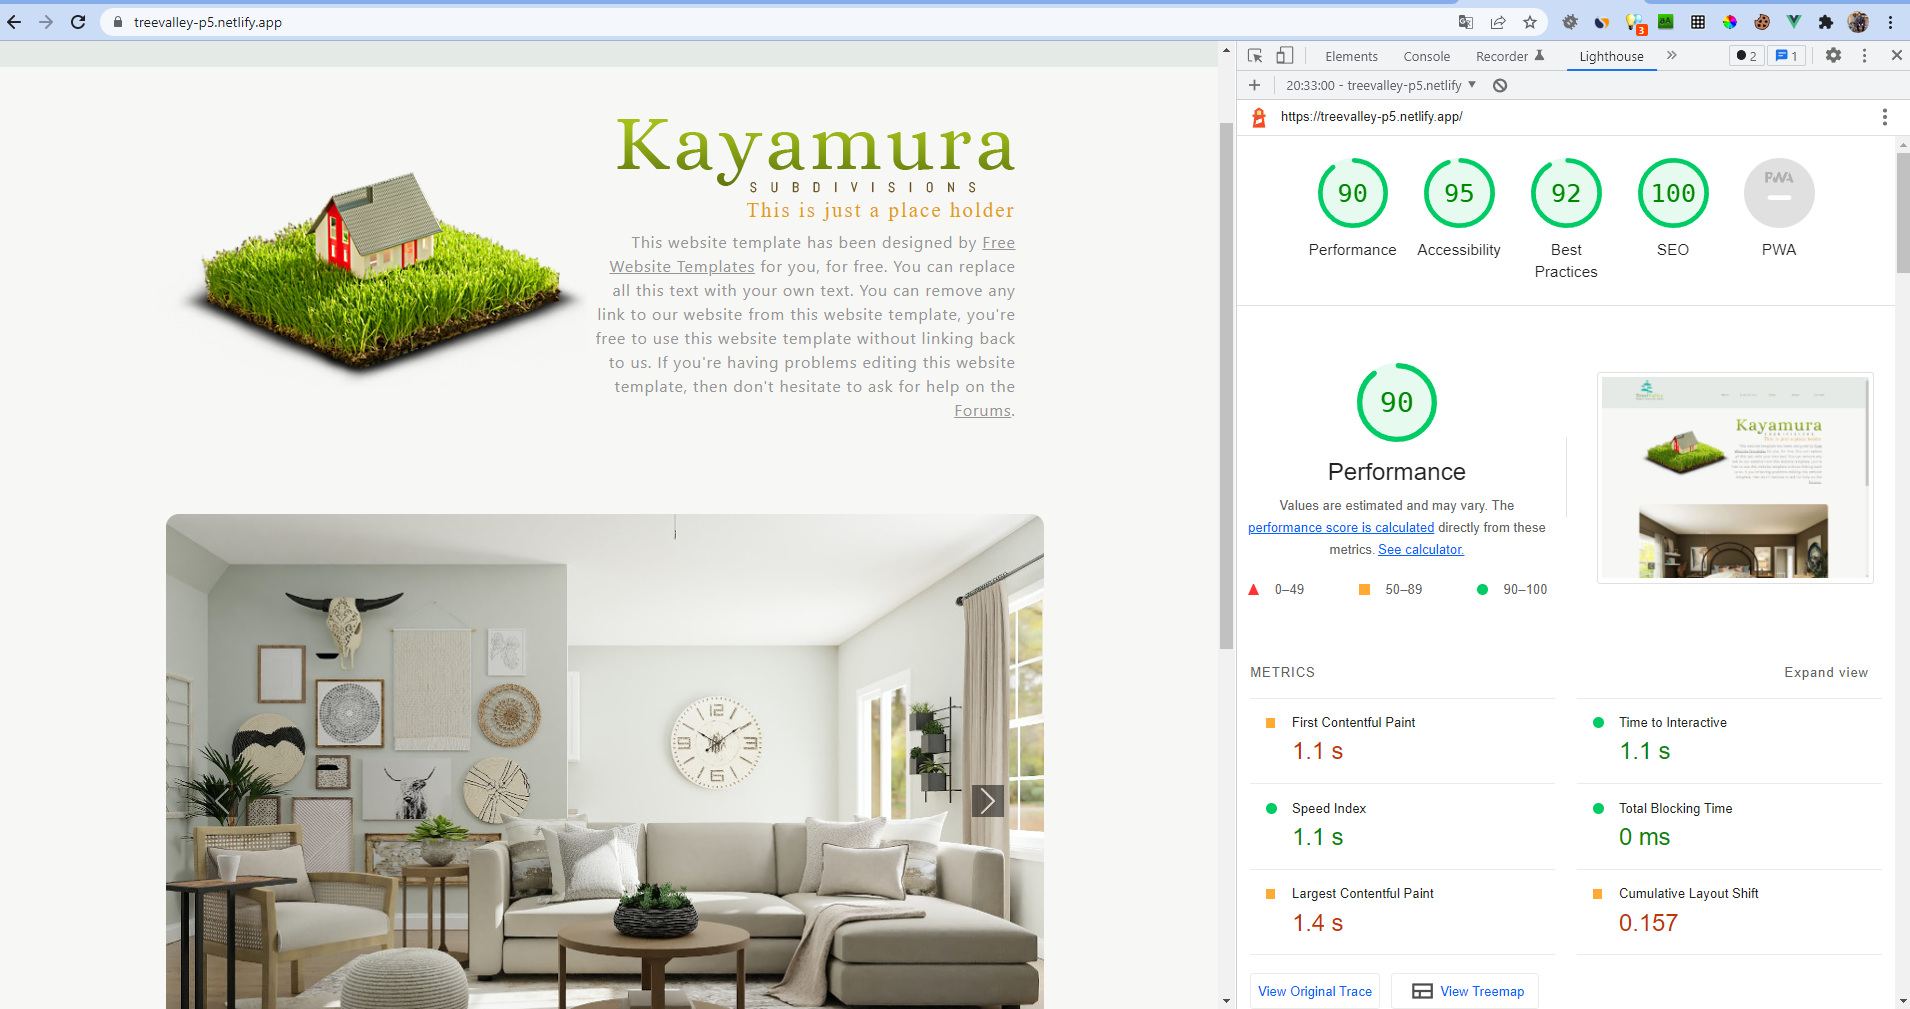 treevalley-p5.netlify.app
3
Kayamura
SUBDIVISIONS
This is just a place holder
This website template has been designed by Free
Website Templates for you, for free. You can replace
all this text with your own text. You can remove any
link to our website from this website template, you're
free to use this website template without linking back
to us. If you're having problems editing this website
template, then don't hesitate to ask for help on the
Forums.
Elements Console Recorder Lighthouse 2 1
20:33:00 - treevalley-p5.netlify
https://treevalley-p5.netlify.app/
90 95 92 100 PWA
Performance Accessibility Best Practices SEO PWA
90
Performance
Values are estimated and may vary. The
performance score is calculated directly from these
metrics. See calculator.
0–49 50–89 90–100
Kayamura
METRICS Expand view
First Contentful Paint
1.1 s
Time to Interactive
1.1 s
Speed Index
1.1 s
Total Blocking Time
0 ms
Largest Contentful Paint
1.4 s
Cumulative Layout Shift
0.157
View Original Trace View Treemap